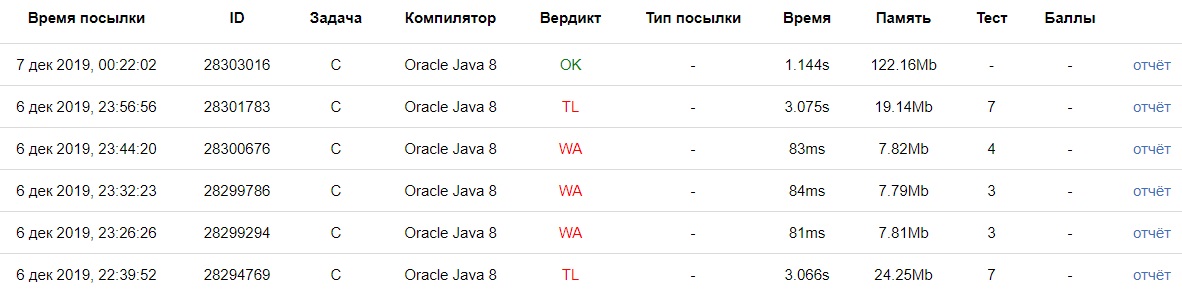 Время посылки ID Задача Компилятор Вердикт Тип посылки Время Память Тест Баллы
7 дек 2019, 00:22:02 28303016 C Oracle Java 8 OK - 1.144s 122.16Mb - - отчёт
6 дек 2019, 23:56:56 28301783 C Oracle Java 8 TL - 3.075s 19.14Mb 7 - отчёт
6 дек 2019, 23:44:20 28300676 C Oracle Java 8 WA - 83ms 7.82Mb 4 - отчёт
6 дек 2019, 23:32:23 28299786 C Oracle Java 8 WA - 84ms 7.79Mb 3 - отчёт
6 дек 2019, 23:26:26 28299294 C Oracle Java 8 WA - 81ms 7.81Mb 3 - отчёт
6 дек 2019, 22:39:52 28294769 C Oracle Java 8 TL - 3.066s 24.25Mb 7 - отчёт